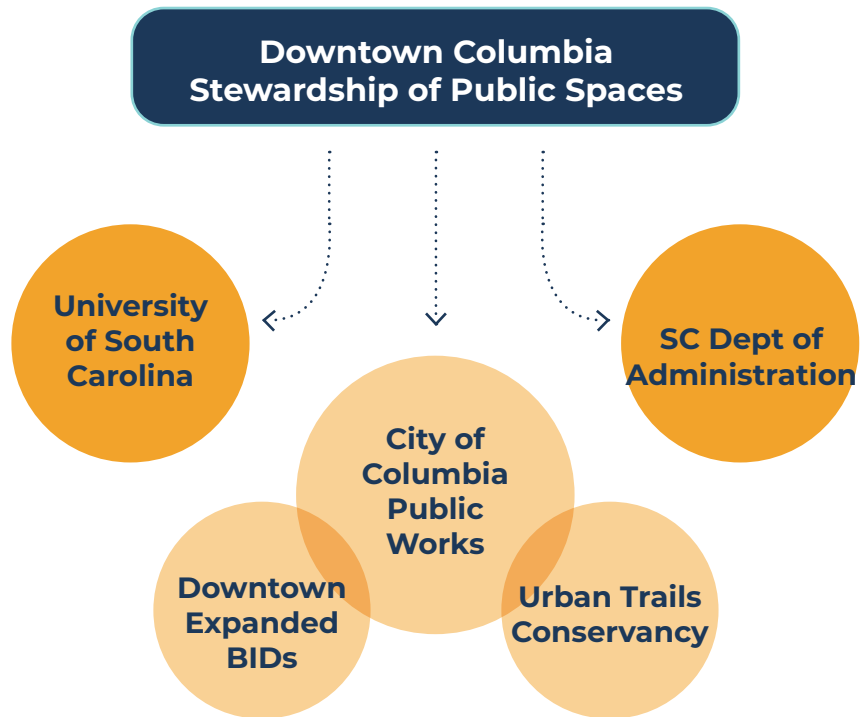 Downtown Columbia
Stewardship of Public Spaces
University
of South
Carolina
SC Dept of
Administration
City of
Columbia
Public
Works
Downtown
Expanded
BIDs
Urban Trails
Conservancy